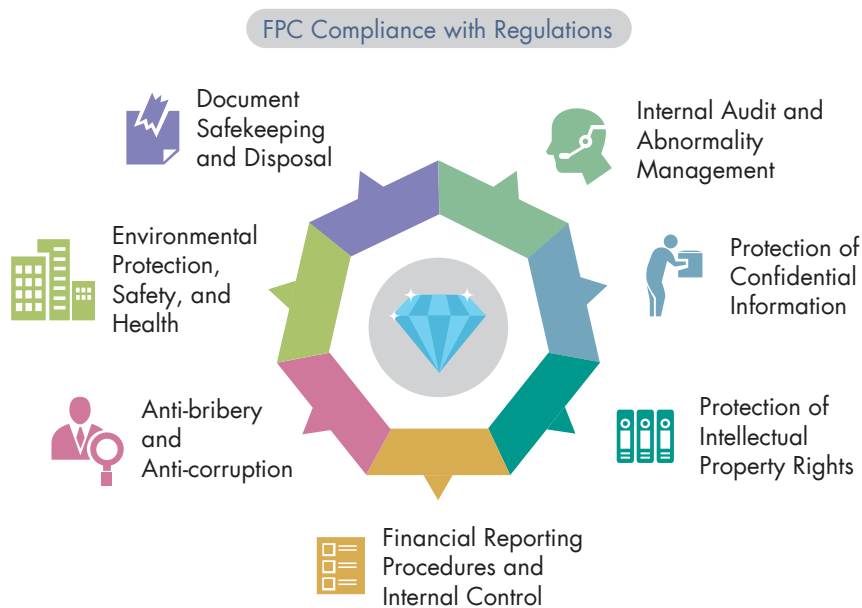 FPC Compliance with Regulations
Document
Safekeeping
and Disposal
Internal Audit and
Abnormality
Management
Environmental
Protection,
Safety, and
Health
Protection of
Confidential
Information
Anti-bribery
and
Anti-corruption
Protection of
Intellectual
Property Rights
Financial Reporting
Procedures and
Internal Control